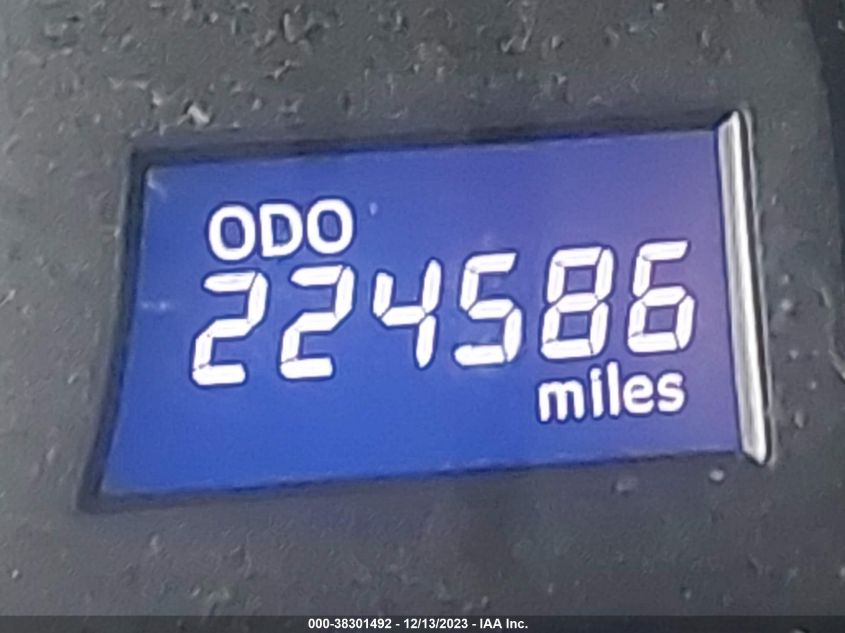 ODO
224586
miles
000-38301492 - 12/13/2023 - IAA Inc.